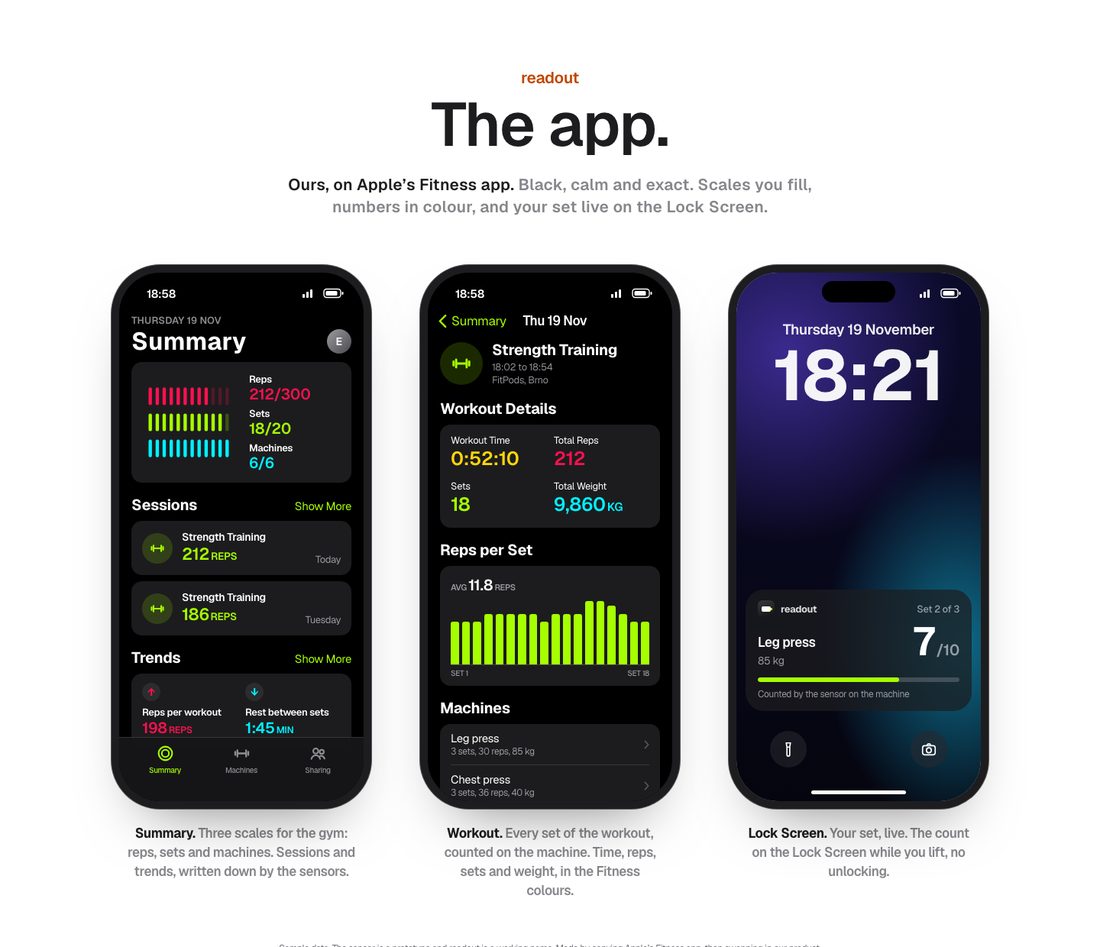 readout
The app.
Ours, on Apple’s Fitness app. Black, calm and exact. Scales you fill,
numbers in colour, and your set live on the Lock Screen.
18:58
THURSDAY 19 NOV
Summary
E
Reps
212/300
Sets
18/20
Machines
6/6
Sessions
Show More
Strength Training
212 REPS
Today
Strength Training
186 REPS
Tuesday
Trends
Show More
Reps per workout
198 REPS
Rest between sets
1:45 MIN
Summary
Machines
Sharing
18:58
Summary
Thu 19 Nov
Strength Training
18:02 to 18:54
FitPods, Brno
Workout Details
Workout Time
0:52:10
Total Reps
212
Sets
18
Total Weight
9,860 KG
Reps per Set
AVG 11.8 REPS
SET 1
SET 18
Machines
Leg press
3 sets, 30 reps, 85 kg
Chest press
3 sets, 36 reps, 40 kg
Thursday 19 November
18:21
readout
Set 2 of 3
Leg press
85 kg
7/10
Counted by the sensor on the machine
Summary. Three scales for the gym:
reps, sets and machines. Sessions and
trends, written down by the sensors.
Workout. Every set of the workout,
counted on the machine. Time, reps,
sets and weight, in the Fitness
colours.
Lock Screen. Your set, live. The count
on the Lock Screen while you lift, no
unlocking.